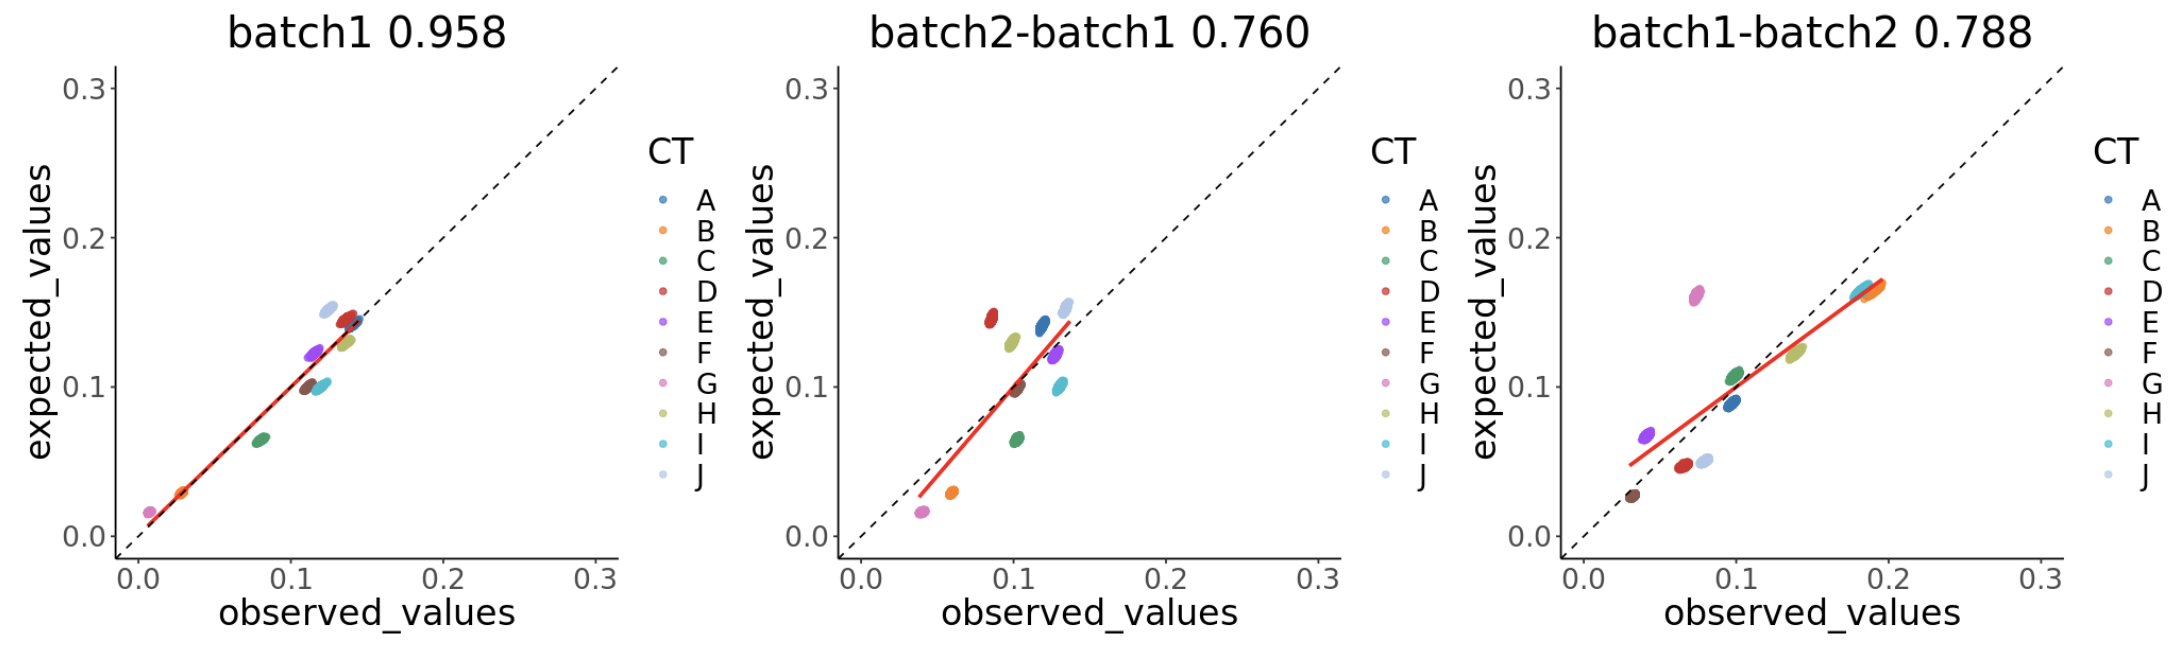 batch1 0.958
expected_values
0.3
0.2
0.1
0.0
0.0 0.1 0.2 0.3
observed_values
CT
A
B
C
D
E
F
G
H
I
J
batch2-batch1 0.760
expected_values
0.3
0.2
0.1
0.0
0.0 0.1 0.2 0.3
observed_values
CT
A
B
C
D
E
F
G
H
I
J
batch1-batch2 0.788
expected_values
0.3
0.2
0.1
0.0
0.0 0.1 0.2 0.3
observed_values
CT
A
B
C
D
E
F
G
H
I
J